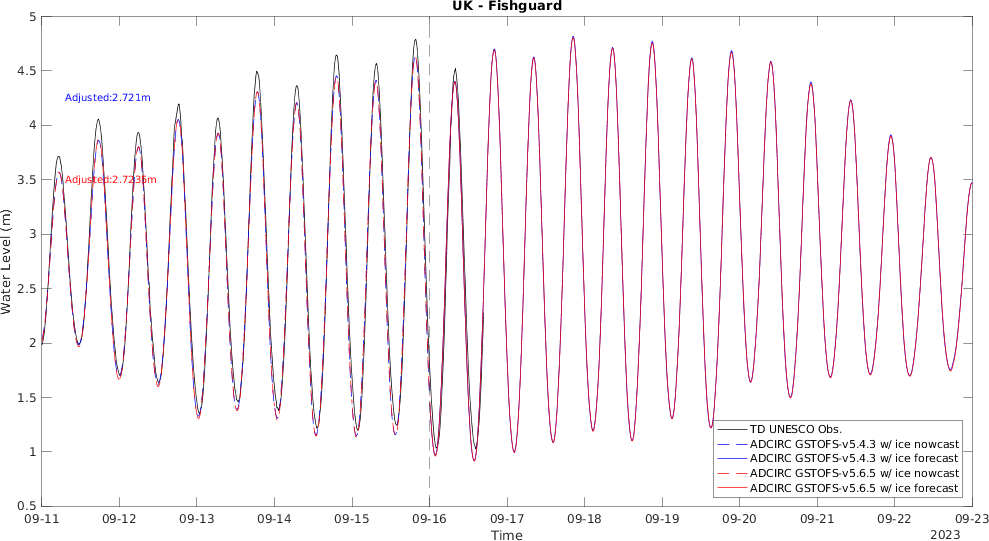 UK - Fishguard
5
4.5
4
3.5
3
2.5
2
1.5
1
0.5
Water Level (m)
Adjusted:2.721m
Adjusted:2.7235m
TD UNESCO Obs.
ADCIRC GSTOFS-v5.4.3 w/ ice nowcast
ADCIRC GSTOFS-v5.4.3 w/ ice forecast
ADCIRC GSTOFS-v5.6.5 w/ ice nowcast
ADCIRC GSTOFS-v5.6.5 w/ ice forecast
09-11 09-12 09-13 09-14 09-15 09-16 09-17 09-18 09-19 09-20 09-21 09-22 09-23
Time
2023